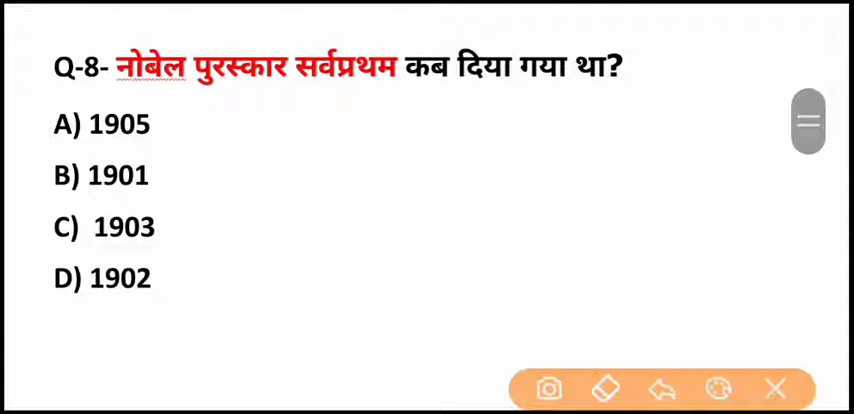 Q-8- नोबेल पुरस्कार सर्वप्रथम कब दिया गया था?
A) 1905
B) 1901
C) 1903
D) 1902